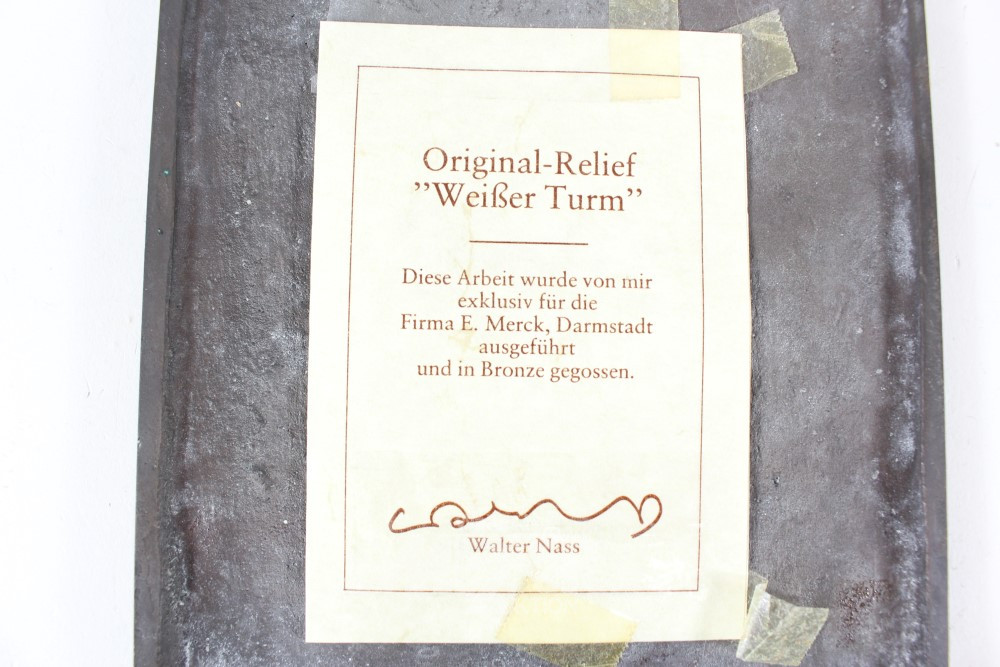 Original-Relief
”Weißer Turm”
Diese Arbeit wurde von mir
exklusiv für die
Firma E. Merck, Darmstadt
ausgeführt
und in Bronze gegossen.
Walter Nass